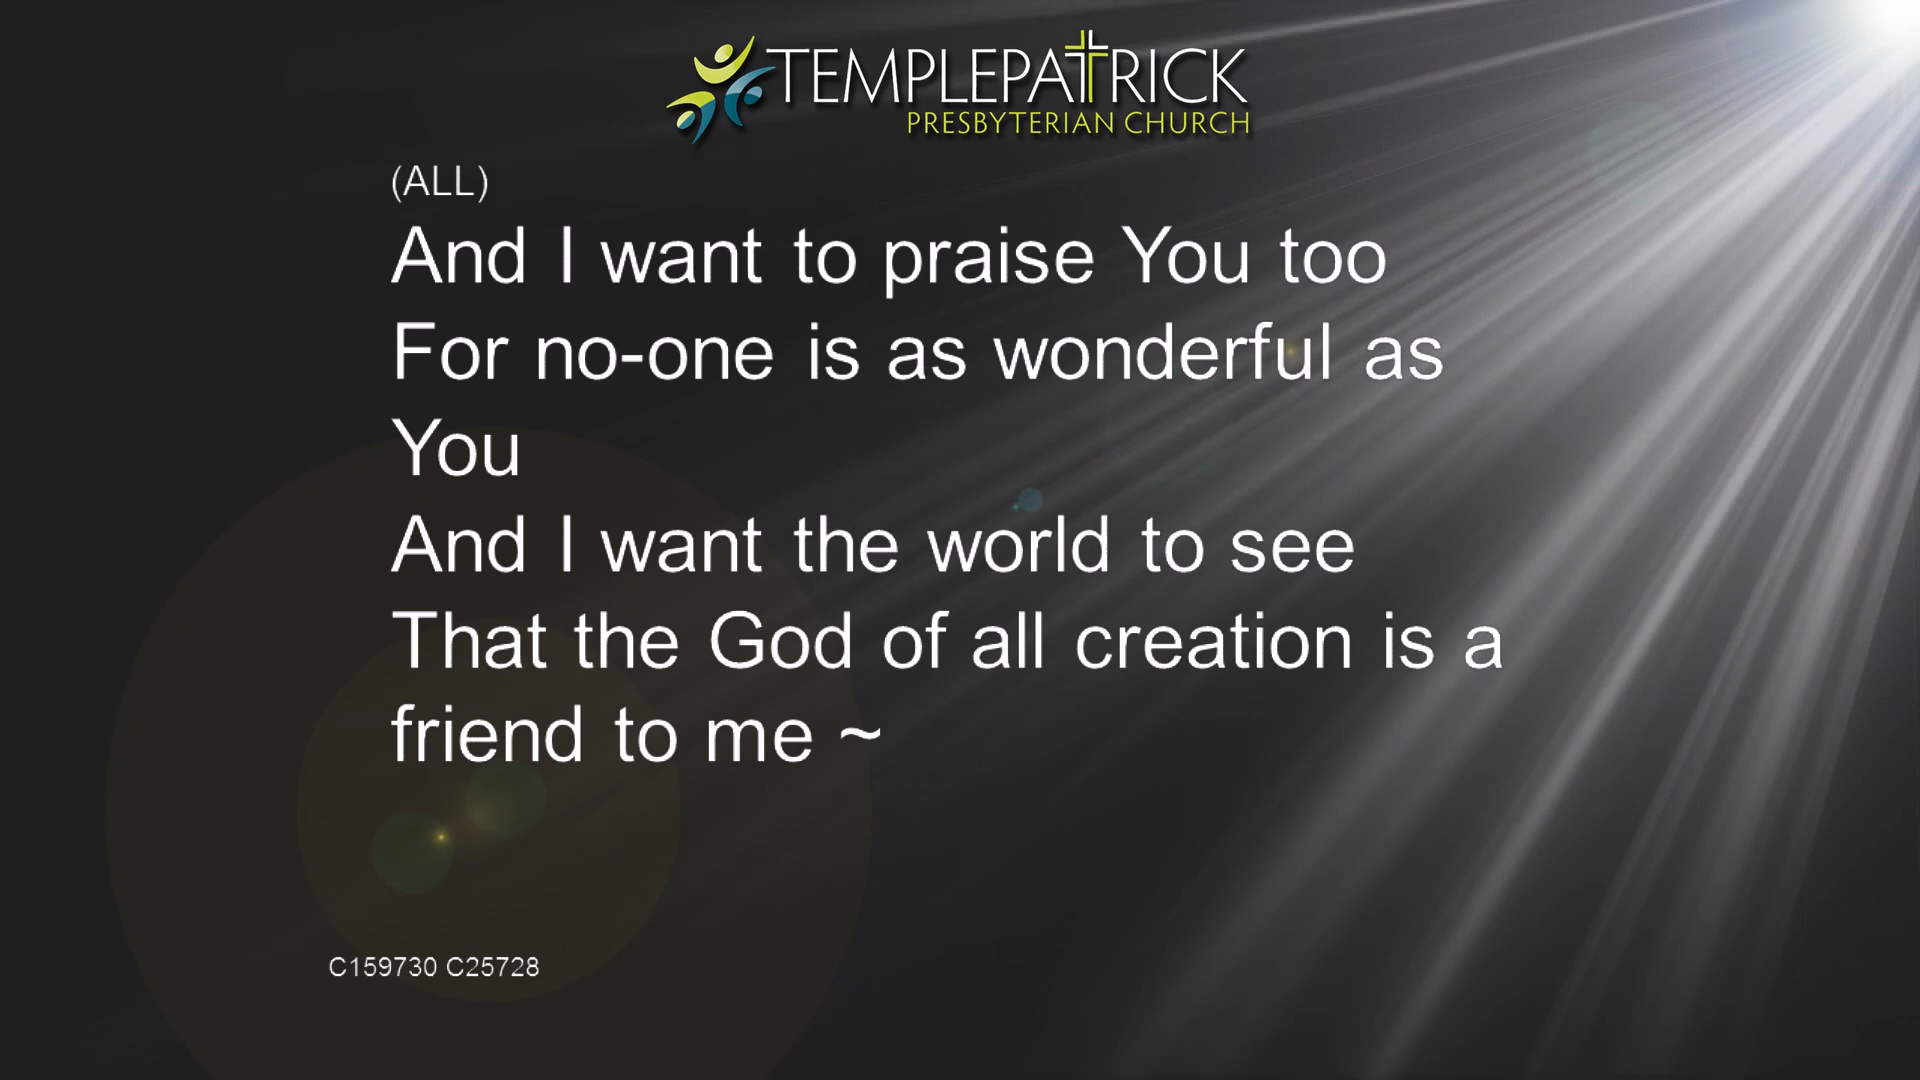 TEMPLEPATRICK
PRESBYTERIAN CHURCH
(ALL)
And I want to praise You too
For no-one is as wonderful as
You
And I want the world to see
That the God of all creation is a
friend to me ~
C159730 C25728